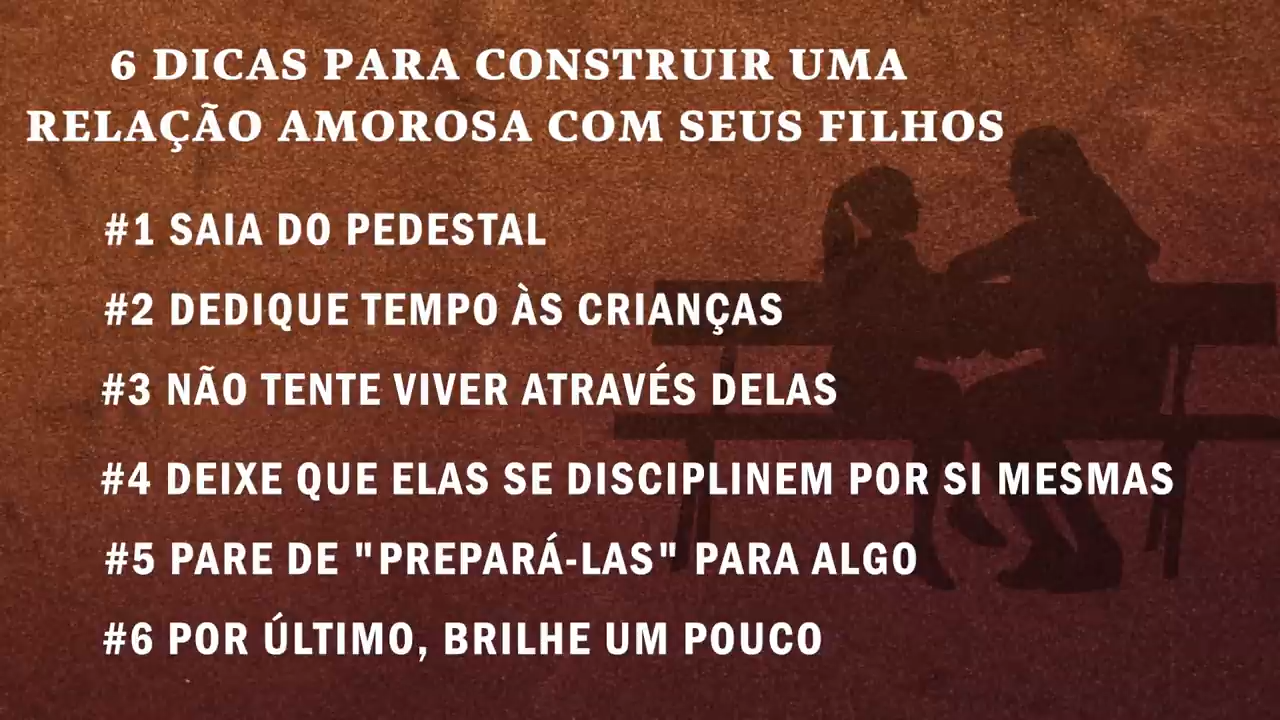 6 DICAS PARA CONSTRUIR UMA
RELAÇÃO AMOROSA COM SEUS FILHOS
#1 SAIA DO PEDESTAL
#2 DEDIQUE TEMPO ÀS CRIANÇAS
#3 NÃO TENTE VIVER ATRAVÉS DELAS
#4 DEIXE QUE ELAS SE DISCIPLINEM POR SI MESMAS
#5 PARE DE "PREPARÁ-LAS" PARA ALGO
#6 POR ÚLTIMO, BRILHE UM POUCO